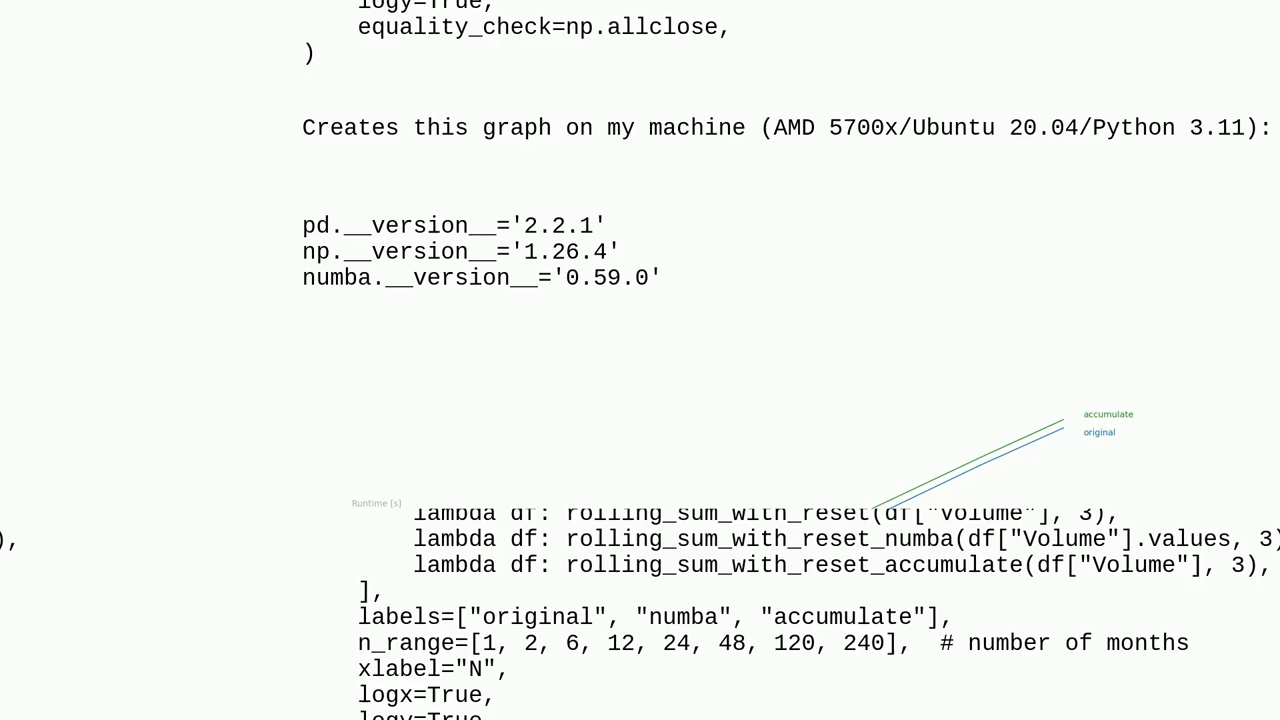 logy=True,
equality_check=np.allclose,
)
Creates this graph on my machine (AMD 5700x/Ubuntu 20.04/Python 3.11):
pd.__version__='2.2.1'
np.__version__='1.26.4'
numba.__version__='0.59.0'
accumulate
original
Runtime [s]
lambda df: rolling_sum_with_reset(df["Volume"], 3),
),
lambda df: rolling_sum_with_reset_numba(df["Volume"].values, 3)
lambda df: rolling_sum_with_reset_accumulate(df["Volume"], 3),
],
labels=["original", "numba", "accumulate"],
n_range=[1, 2, 6, 12, 24, 48, 120, 240],  # number of months
xlabel="N",
logx=True,
logy=True